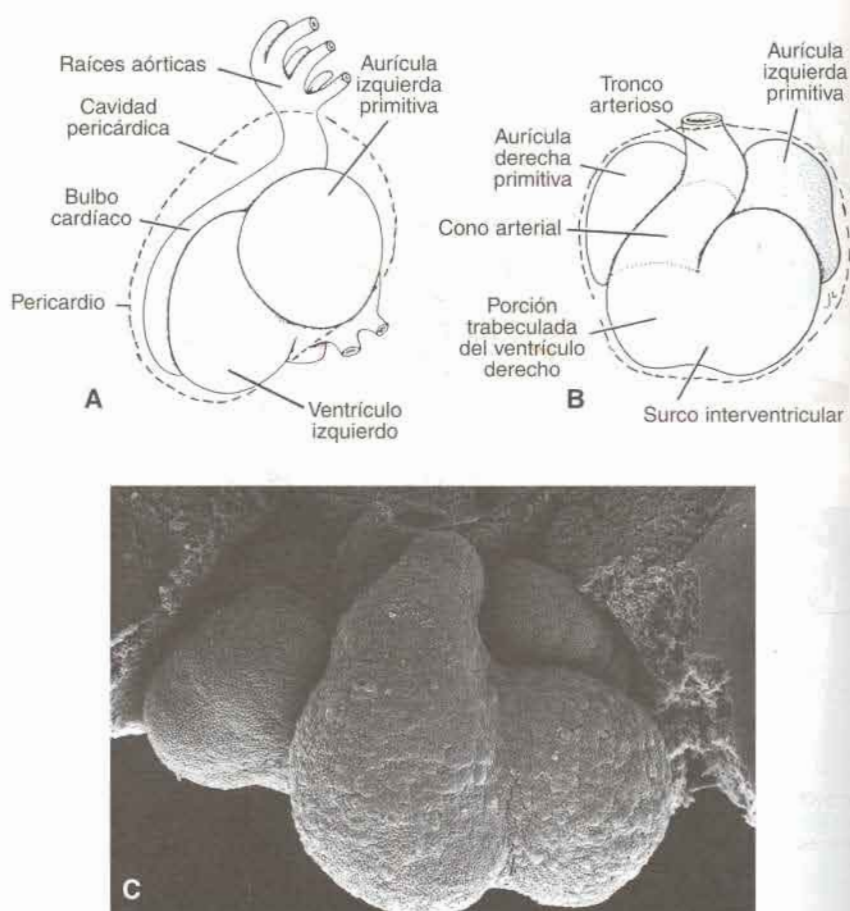 Raíces aórticas
Cavidad
pericárdica
Bulbo
cardíaco
Pericardio
Aurícula
izquierda
primitiva
A
Ventrículo
izquierdo
Tronco
arterioso
Aurícula
izquierda
primitiva
Aurícula
derecha
primitiva
Cono arterial
Porción
trabeculada
del ventrículo
derecho
B
Surco interventricular
C